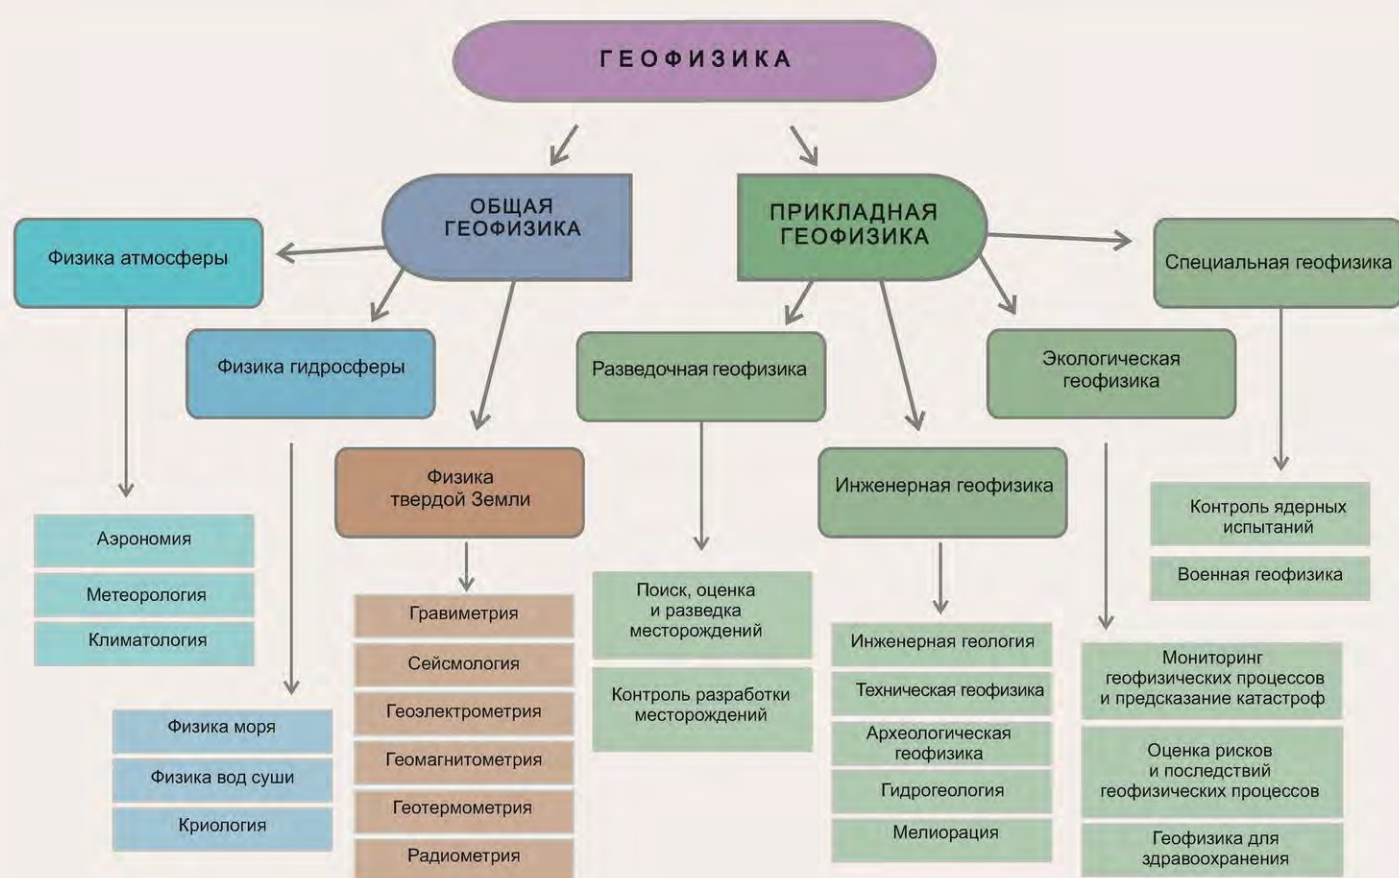 ГЕОФИЗИКА
ОБЩАЯ
ГЕОФИЗИКА
ПРИКЛАДНАЯ
ГЕОФИЗИКА
Физика атмосферы
Специальная геофизика
Физика гидросферы
Разведочная геофизика
Экологическая
геофизика
Физика
твердой Земли
Инженерная геофизика
Аэрономия
Метеорология
Климатология
Физика моря
Физика вод суши
Криология
Гравиметрия
Сейсмология
Геоэлектрометрия
Геомагнитометрия
Геотермометрия
Радиометрия
Поиск, оценка
и разведка
месторождений
Контроль разработки
месторождений
Инженерная геология
Техническая геофизика
Археологическая
геофизика
Гидрогеология
Мелиорация
Мониторинг
геофизических процессов
и предсказание катастроф
Оценка рисков
и последствий
геофизических процессов
Геофизика для
здравоохранения
Контроль ядерных
испытаний
Военная геофизика